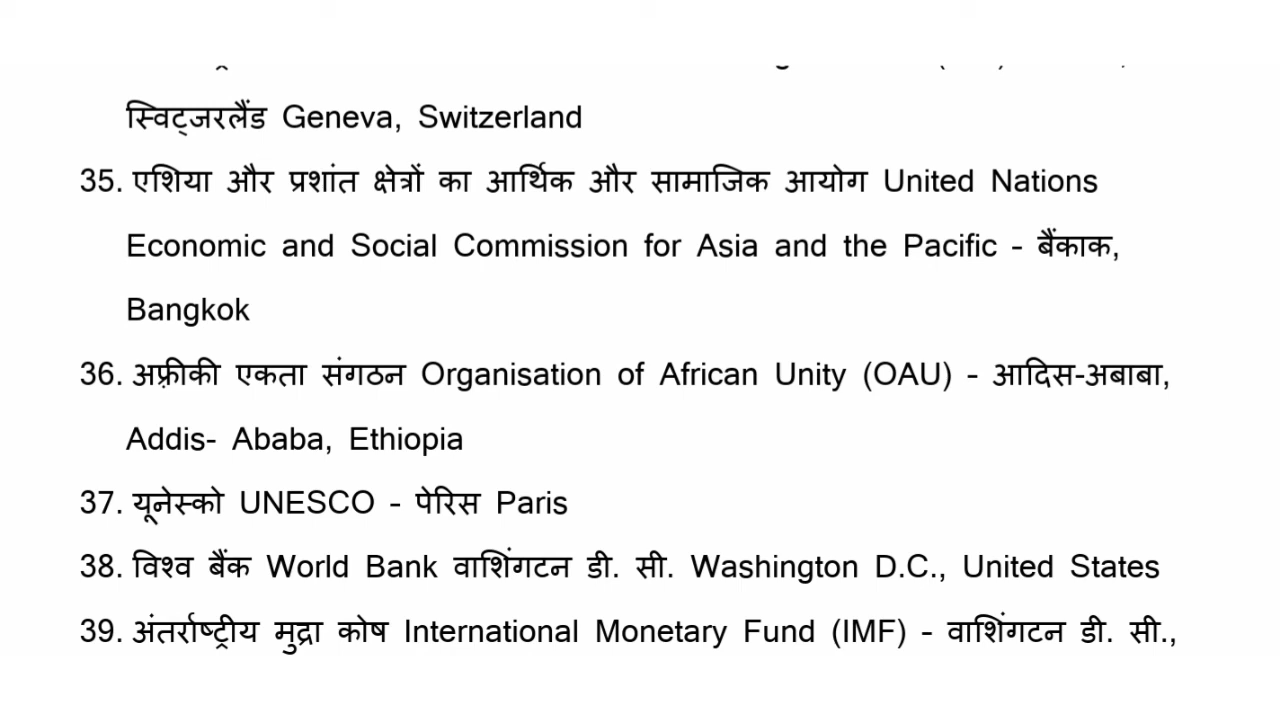 स्विट्जरलैंड Geneva, Switzerland
35. एशिया और प्रशांत क्षेत्रों का आर्थिक और सामाजिक आयोग United Nations
Economic and Social Commission for Asia and the Pacific - बैंकाक,
Bangkok
36. अफ़्रीकी एकता संगठन Organisation of African Unity (OAU) - आदिस-अबाबा,
Addis- Ababa, Ethiopia
37. यूनेस्को UNESCO - पेरिस Paris
38. विश्व बैंक World Bank वाशिंगटन डी. सी. Washington D.C., United States
39. अंतर्राष्ट्रीय मुद्रा कोष International Monetary Fund (IMF) - वाशिंगटन डी. सी.,